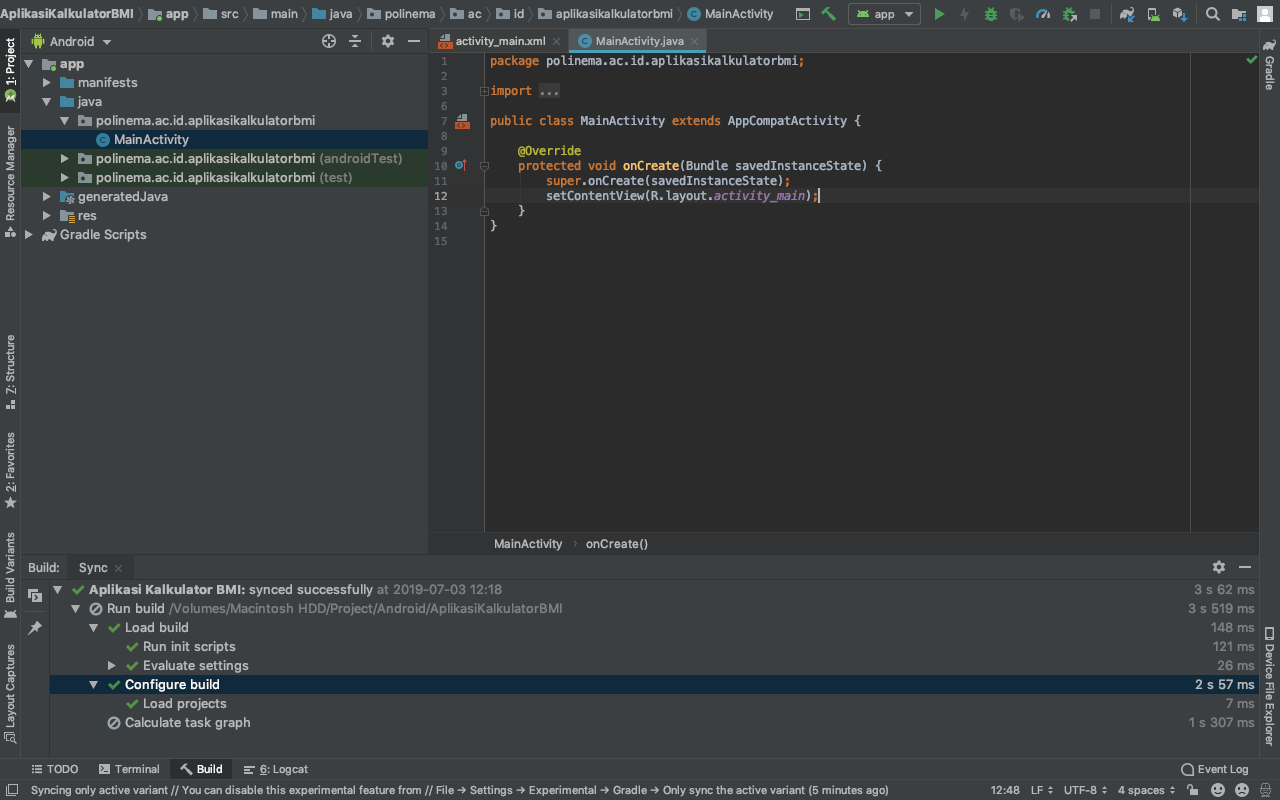 AplikasiKalkulatorBMI app src main java polinema ac id aplikasikalkulatorbmi MainActivity app
Android
activity_main.xml MainActivity.java
1: Project
Resource Manager
Z: Structure
2: Favorites
Build Variants
Layout Captures
app
manifests
java
polinema.ac.id.aplikasikalkulatorbmi
MainActivity
polinema.ac.id.aplikasikalkulatorbmi (androidTest)
polinema.ac.id.aplikasikalkulatorbmi (test)
generatedJava
res
Gradle Scripts
1 package polinema.ac.id.aplikasikalkulatorbmi;
2
3 import ...
6
7 public class MainActivity extends AppCompatActivity {
8
9 @Override
10 protected void onCreate(Bundle savedInstanceState) {
11 super.onCreate(savedInstanceState);
12 setContentView(R.layout.activity_main);
13 }
14 }
15
MainActivity › onCreate()
Gradle
Device File Explorer
Build: Sync
Aplikasi Kalkulator BMI: synced successfully at 2019-07-03 12:18 3 s 62 ms
Run build /Volumes/Macintosh HDD/Project/Android/AplikasiKalkulatorBMI 3 s 519 ms
Load build 148 ms
Run init scripts 121 ms
Evaluate settings 26 ms
Configure build 2 s 57 ms
Load projects 7 ms
Calculate task graph 1 s 307 ms
TODO Terminal Build 6: Logcat Event Log
Syncing only active variant // You can disable this experimental feature from // File → Settings → Experimental → Gradle → Only sync the active variant (5 minutes ago) 12:48 LF UTF-8 4 spaces